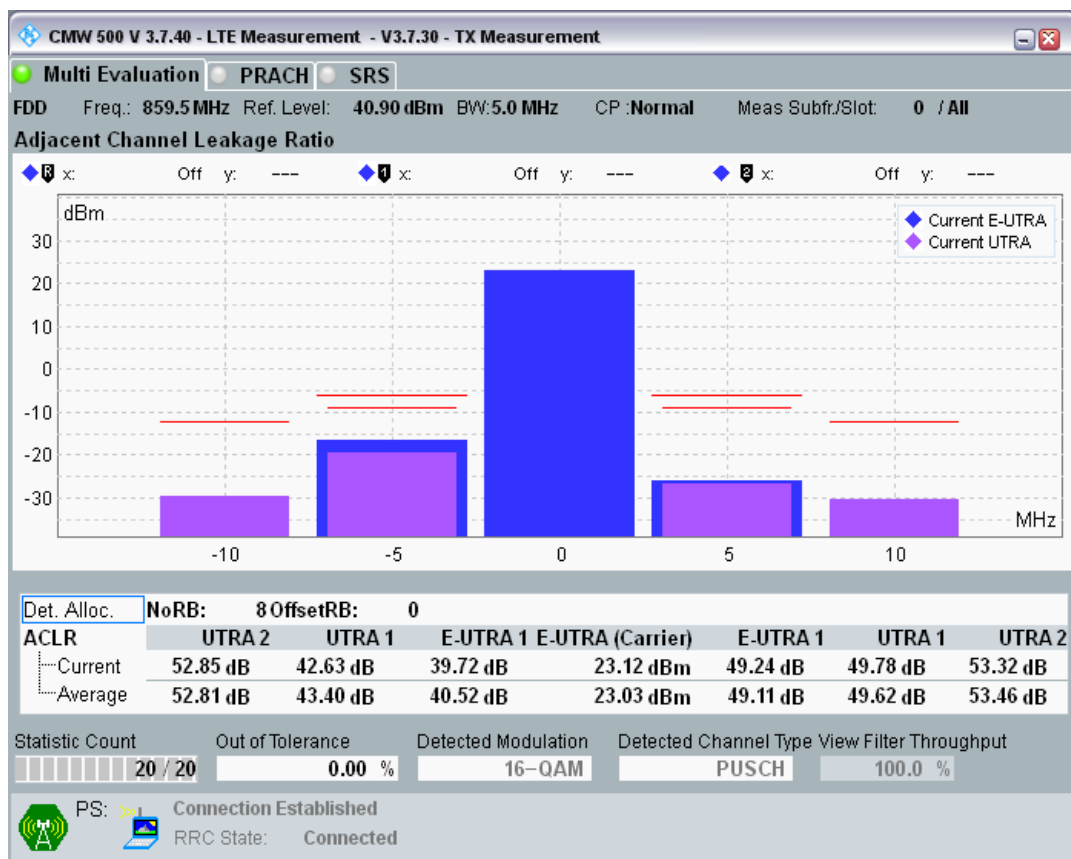 CMW 500 V 3.7.40 - LTE Measurement - V3.7.30 - TX Measurement
Multi Evaluation PRACH SRS
FDD Freq.: 859.5 MHz Ref. Level: 40.90 dBm BW:5.0 MHz CP :Normal Meas Subfr./Slot: 0 / All
Adjacent Channel Leakage Ratio
R x: Off y: --- 1 x: Off y: --- 2 x: Off y: ---
dBm
Current E-UTRA
Current UTRA
30
20
10
0
-10
-20
-30
MHz
-10 -5 0 5 10
Det. Alloc. NoRB: 8 OffsetRB: 0
ACLR UTRA 2 UTRA 1 E-UTRA 1 E-UTRA (Carrier) E-UTRA 1 UTRA 1 UTRA 2
Current 52.85 dB 42.63 dB 39.72 dB 23.12 dBm 49.24 dB 49.78 dB 53.32 dB
Average 52.81 dB 43.40 dB 40.52 dB 23.03 dBm 49.11 dB 49.62 dB 53.46 dB
Statistic Count Out of Tolerance Detected Modulation Detected Channel Type View Filter Throughput
20 / 20 0.00 % 16-QAM PUSCH 100.0 %
PS: Connection Established
RRC State: Connected